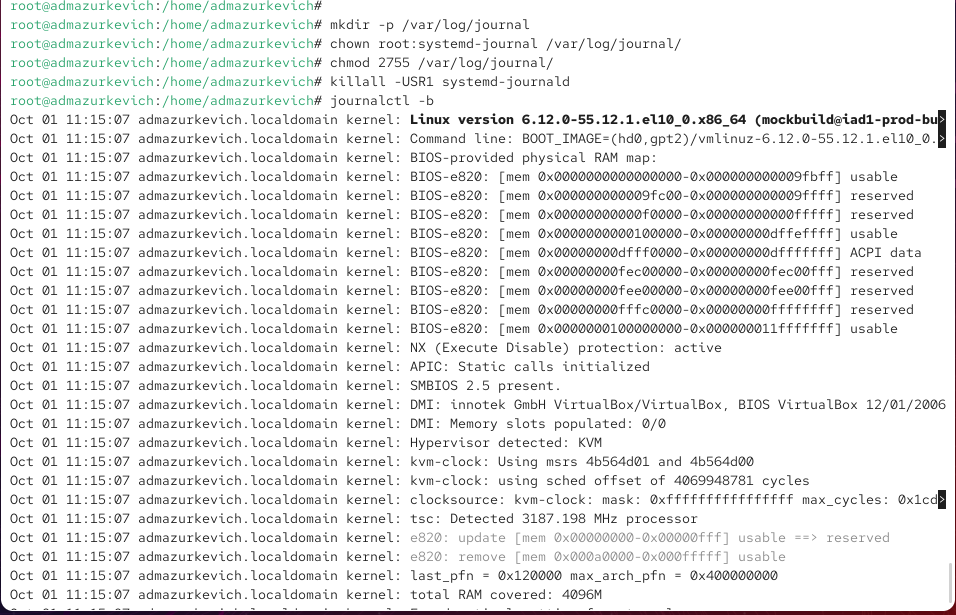 root@admazurkevich:/home/admazurkevich#
root@admazurkevich:/home/admazurkevich# mkdir -p /var/log/journal
root@admazurkevich:/home/admazurkevich# chown root:systemd-journal /var/log/journal/
root@admazurkevich:/home/admazurkevich# chmod 2755 /var/log/journal/
root@admazurkevich:/home/admazurkevich# killall -USR1 systemd-journald
root@admazurkevich:/home/admazurkevich# journalctl -b
Oct 01 11:15:07 admazurkevich.localdomain kernel: Linux version 6.12.0-55.12.1.el10_0.x86_64 (mockbuild@iad1-prod-bu>
Oct 01 11:15:07 admazurkevich.localdomain kernel: Command line: BOOT_IMAGE=(hd0,gpt2)/vmlinuz-6.12.0-55.12.1.el10_0.>
Oct 01 11:15:07 admazurkevich.localdomain kernel: BIOS-provided physical RAM map:
Oct 01 11:15:07 admazurkevich.localdomain kernel: BIOS-e820: [mem 0x0000000000000000-0x000000000009fbff] usable
Oct 01 11:15:07 admazurkevich.localdomain kernel: BIOS-e820: [mem 0x000000000009fc00-0x000000000009ffff] reserved
Oct 01 11:15:07 admazurkevich.localdomain kernel: BIOS-e820: [mem 0x00000000000f0000-0x00000000000fffff] reserved
Oct 01 11:15:07 admazurkevich.localdomain kernel: BIOS-e820: [mem 0x0000000000100000-0x00000000dffeffff] usable
Oct 01 11:15:07 admazurkevich.localdomain kernel: BIOS-e820: [mem 0x00000000dfff0000-0x00000000dfffffff] ACPI data
Oct 01 11:15:07 admazurkevich.localdomain kernel: BIOS-e820: [mem 0x00000000fec00000-0x00000000fec00fff] reserved
Oct 01 11:15:07 admazurkevich.localdomain kernel: BIOS-e820: [mem 0x00000000fee00000-0x00000000fee00fff] reserved
Oct 01 11:15:07 admazurkevich.localdomain kernel: BIOS-e820: [mem 0x00000000fffc0000-0x00000000ffffffff] reserved
Oct 01 11:15:07 admazurkevich.localdomain kernel: BIOS-e820: [mem 0x0000000100000000-0x000000011fffffff] usable
Oct 01 11:15:07 admazurkevich.localdomain kernel: NX (Execute Disable) protection: active
Oct 01 11:15:07 admazurkevich.localdomain kernel: APIC: Static calls initialized
Oct 01 11:15:07 admazurkevich.localdomain kernel: SMBIOS 2.5 present.
Oct 01 11:15:07 admazurkevich.localdomain kernel: DMI: innotek GmbH VirtualBox/VirtualBox, BIOS VirtualBox 12/01/2006
Oct 01 11:15:07 admazurkevich.localdomain kernel: DMI: Memory slots populated: 0/0
Oct 01 11:15:07 admazurkevich.localdomain kernel: Hypervisor detected: KVM
Oct 01 11:15:07 admazurkevich.localdomain kernel: kvm-clock: Using msrs 4b564d01 and 4b564d00
Oct 01 11:15:07 admazurkevich.localdomain kernel: kvm-clock: using sched offset of 4069948781 cycles
Oct 01 11:15:07 admazurkevich.localdomain kernel: clocksource: kvm-clock: mask: 0xffffffffffffffff max_cycles: 0x1cd>
Oct 01 11:15:07 admazurkevich.localdomain kernel: tsc: Detected 3187.198 MHz processor
Oct 01 11:15:07 admazurkevich.localdomain kernel: e820: update [mem 0x00000000-0x00000fff] usable ==> reserved
Oct 01 11:15:07 admazurkevich.localdomain kernel: e820: remove [mem 0x000a0000-0x000fffff] usable
Oct 01 11:15:07 admazurkevich.localdomain kernel: last_pfn = 0x120000 max_arch_pfn = 0x400000000
Oct 01 11:15:07 admazurkevich.localdomain kernel: total RAM covered: 4096M